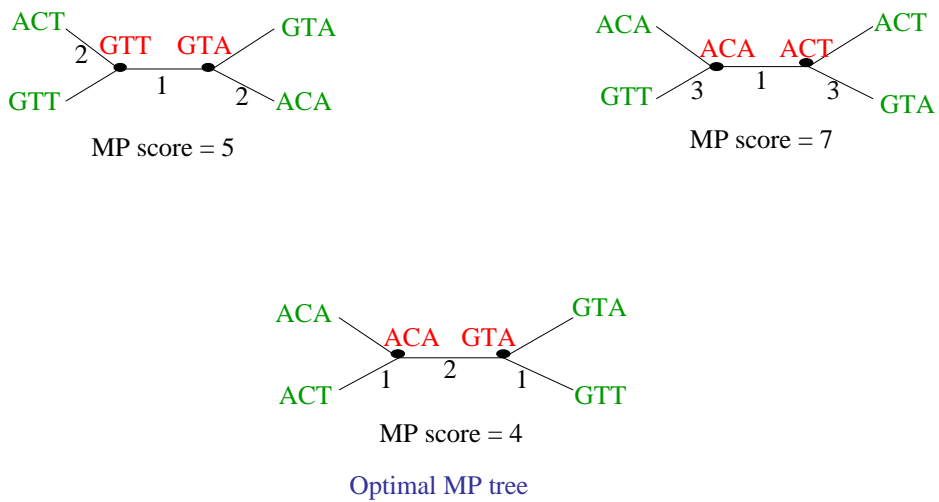 ACT
GTT GTA
GTA
2
1
2
GTT
ACA
MP score = 5
ACA
ACA ACT
ACT
GTT
3
1
3
GTA
MP score = 7
ACA
ACA GTA
GTA
1
2
1
ACT
GTT
MP score = 4
Optimal MP tree